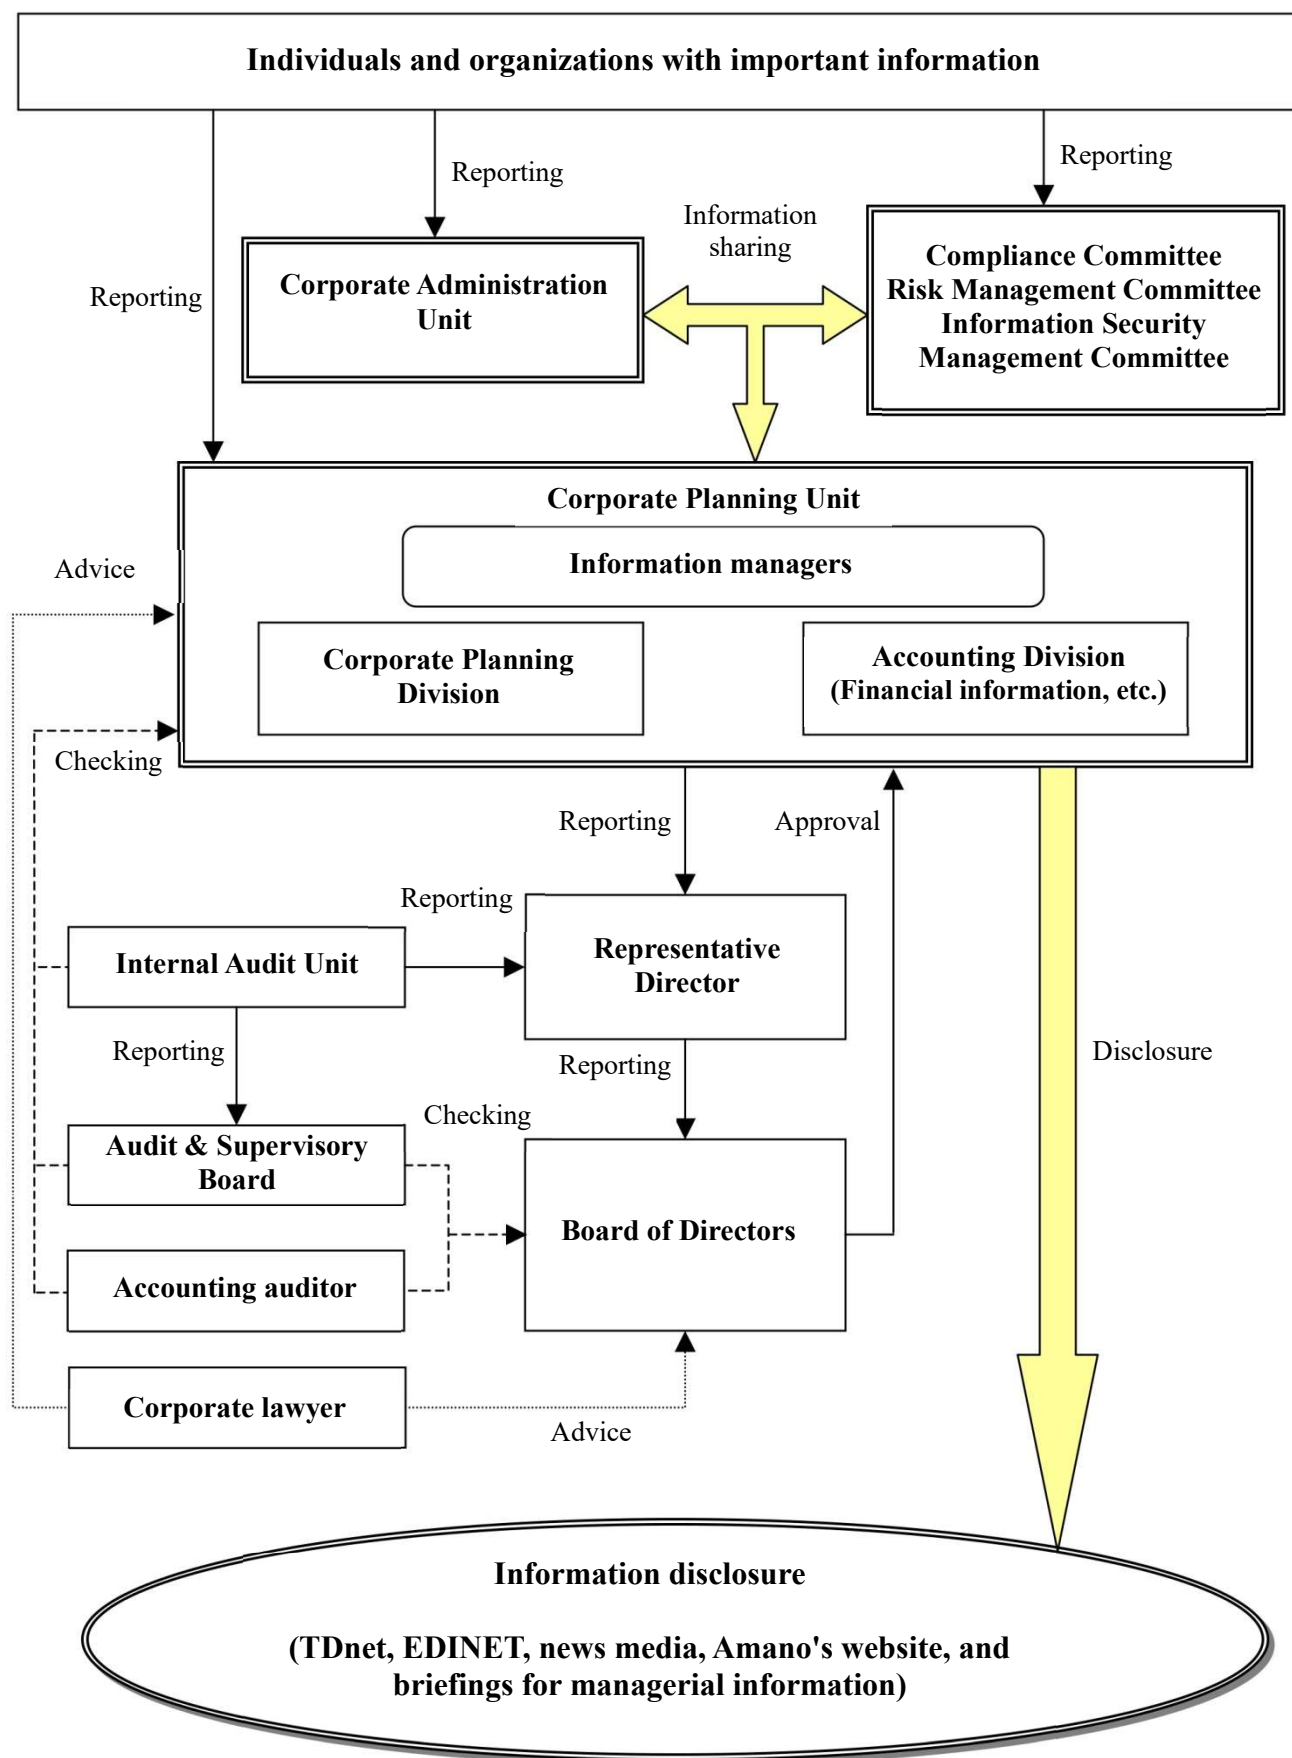 Individuals and organizations with important information
Reporting
Reporting
Reporting
Information
sharing
Corporate Administration
Unit
Compliance Committee
Risk Management Committee
Information Security
Management Committee
Corporate Planning Unit
Information managers
Corporate Planning
Division
Accounting Division
(Financial information, etc.)
Advice
Checking
Reporting
Approval
Reporting
Internal Audit Unit
Representative
Director
Reporting
Reporting
Disclosure
Checking
Audit & Supervisory
Board
Board of Directors
Accounting auditor
Corporate lawyer
Advice
Information disclosure
(TDnet, EDINET, news media, Amano's website, and
briefings for managerial information)